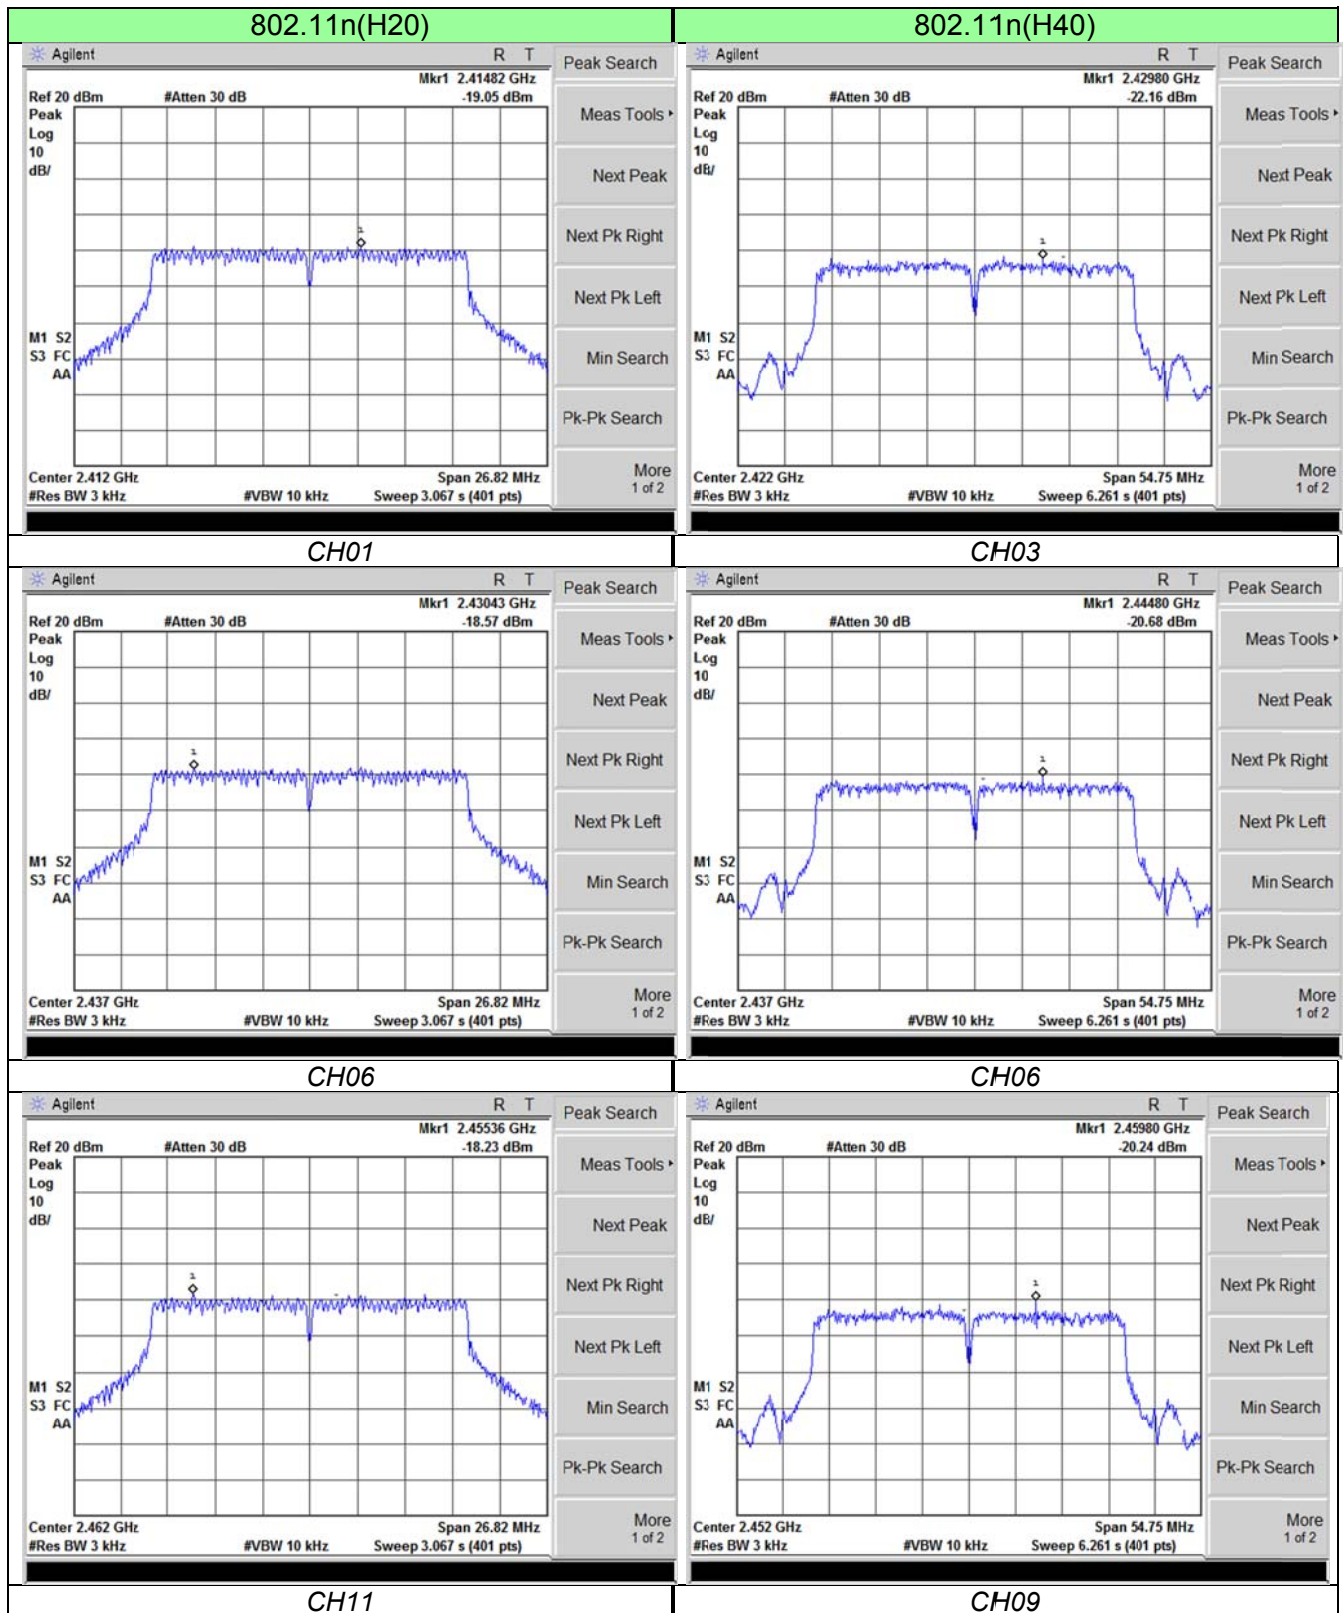 802.11n(H20) 802.11n(H40)
Agilent R T Peak Search
Mkr1 2.41482 GHz
Ref 20 dBm #Atten 30 dB -19.05 dBm
Peak
Log
10
dB/
Meas Tools
Next Peak
Next Pk Right
Next Pk Left
Min Search
Pk-Pk Search
More
1 of 2
1
M1 S2
S3 FC
AA
Center 2.412 GHz Span 26.82 MHz
#Res BW 3 kHz #VBW 10 kHz Sweep 3.067 s (401 pts)
Agilent R T Peak Search
Mkr1 2.42980 GHz
Ref 20 dBm #Atten 30 dB -22.16 dBm
Peak
Log
10
dB/
Meas Tools
Next Peak
Next Pk Right
Next Pk Left
Min Search
Pk-Pk Search
More
1 of 2
1
M1 S2
S3 FC
AA
Center 2.422 GHz Span 54.75 MHz
#Res BW 3 kHz #VBW 10 kHz Sweep 6.261 s (401 pts)
CH01 CH03
Agilent R T Peak Search
Mkr1 2.43043 GHz
Ref 20 dBm #Atten 30 dB -18.57 dBm
Peak
Log
10
dB/
Meas Tools
Next Peak
Next Pk Right
Next Pk Left
Min Search
Pk-Pk Search
More
1 of 2
1
M1 S2
S3 FC
AA
Center 2.437 GHz Span 26.82 MHz
#Res BW 3 kHz #VBW 10 kHz Sweep 3.067 s (401 pts)
Agilent R T Peak Search
Mkr1 2.44480 GHz
Ref 20 dBm #Atten 30 dB -20.68 dBm
Peak
Log
10
dB/
Meas Tools
Next Peak
Next Pk Right
Next Pk Left
Min Search
Pk-Pk Search
More
1 of 2
1
M1 S2
S3 FC
AA
Center 2.437 GHz Span 54.75 MHz
#Res BW 3 kHz #VBW 10 kHz Sweep 6.261 s (401 pts)
CH06 CH06
Agilent R T Peak Search
Mkr1 2.45536 GHz
Ref 20 dBm #Atten 30 dB -18.23 dBm
Peak
Log
10
dB/
Meas Tools
Next Peak
Next Pk Right
Next Pk Left
Min Search
Pk-Pk Search
More
1 of 2
1
M1 S2
S3 FC
AA
Center 2.462 GHz Span 26.82 MHz
#Res BW 3 kHz #VBW 10 kHz Sweep 3.067 s (401 pts)
Agilent R T Peak Search
Mkr1 2.45980 GHz
Ref 20 dBm #Atten 30 dB -20.24 dBm
Peak
Log
10
dB/
Meas Tools
Next Peak
Next Pk Right
Next Pk Left
Min Search
Pk-Pk Search
More
1 of 2
1
M1 S2
S3 FC
AA
Center 2.452 GHz Span 54.75 MHz
#Res BW 3 kHz #VBW 10 kHz Sweep 6.261 s (401 pts)
CH11 CH09